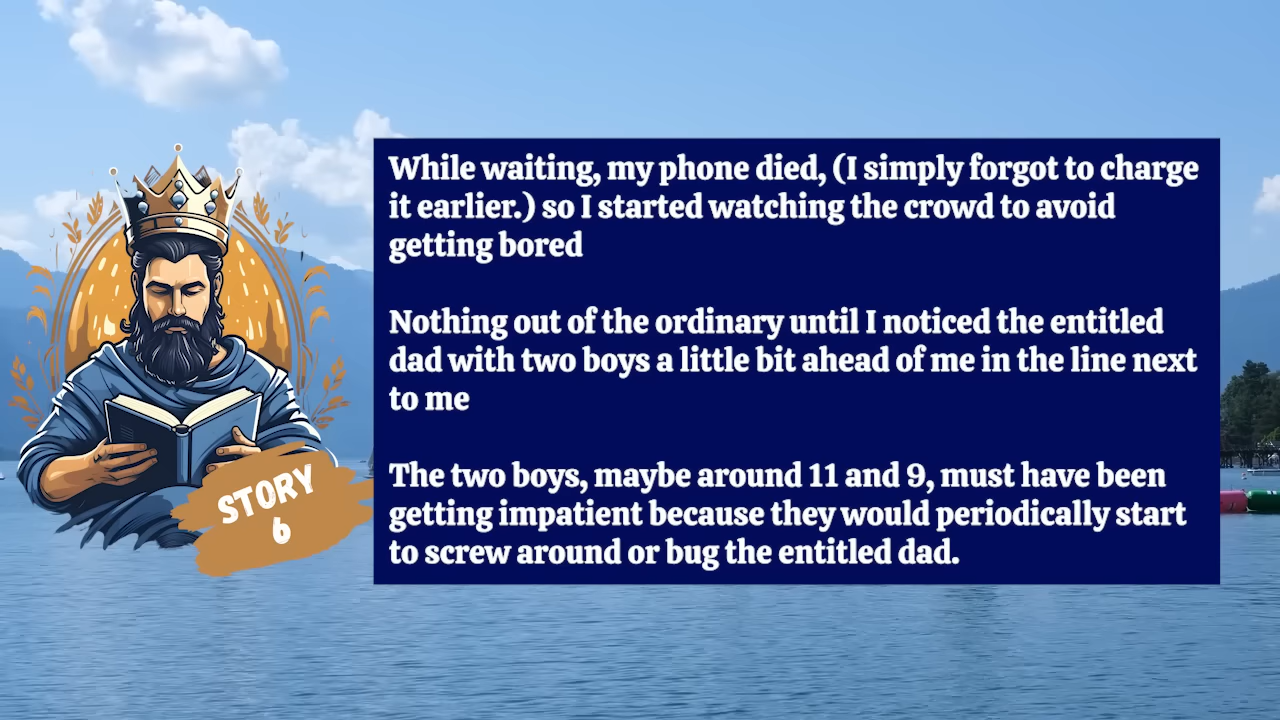 While waiting, my phone died, (I simply forgot to charge
it earlier.) so I started watching the crowd to avoid
getting bored
Nothing out of the ordinary until I noticed the entitled
dad with two boys a little bit ahead of me in the line next
to me
The two boys, maybe around 11 and 9, must have been
getting impatient because they would periodically start
to screw around or bug the entitled dad.
STORY
6